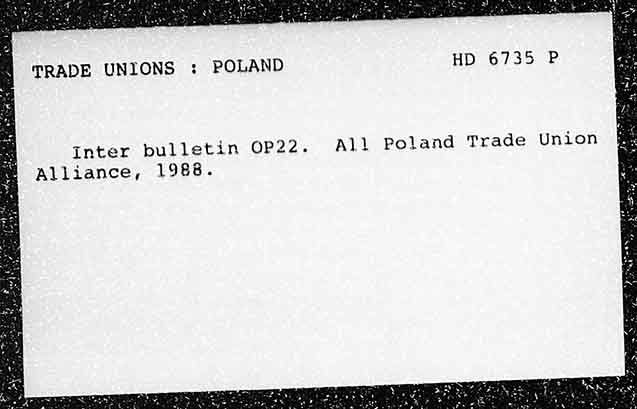 TRADE UNIONS : POLAND HD 6735 P
Inter bulletin OP22. All Poland Trade Union
Alliance, 1988.